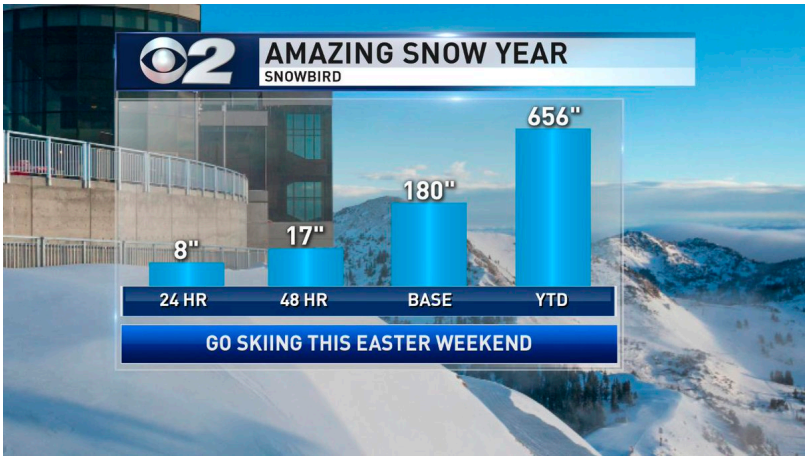 2 AMAZING SNOW YEAR
SNOWBIRD
656"
180"
17"
8"
24 HR 48 HR BASE YTD
GO SKIING THIS EASTER WEEKEND